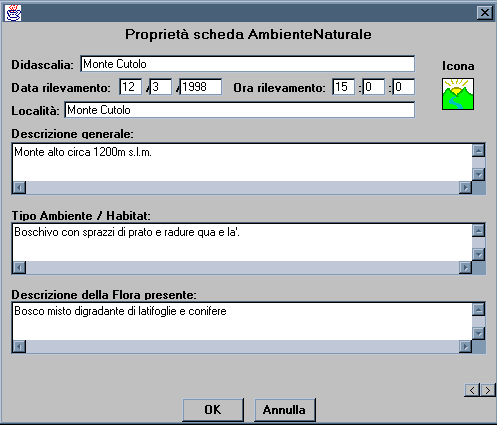 Proprietà scheda AmbienteNaturale
Didascalia: Monte Cutolo
Icona
Data rilevamento: 12 /3 /1998 Ora rilevamento: 15 :0 :0
Località: Monte Cutolo
Descrizione generale:
Monte alto circa 1200m s.l.m.
Tipo Ambiente / Habitat:
Boschivo con sprazzi di prato e radure qua e la'.
Descrizione della Flora presente:
Bosco misto digradante di latifoglie e conifere
OK Annulla